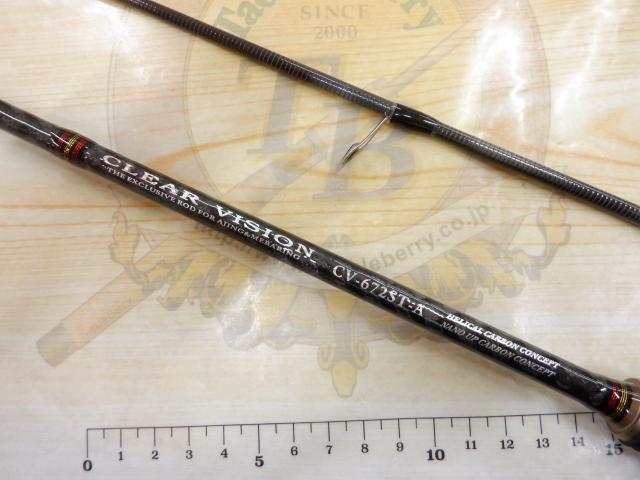 Tackleberry
SINCE
2000
TB
CLEAR VISION
~THE EXCLUSIVE ROD FOR AJING&MEBARING~
CV-672ST-A
HELICAL CARBON CONCEPT
NANO UP CARBON CONCEPT
0 1 2 3 4 5 6 7 8 9 10 11 12 13 14 15